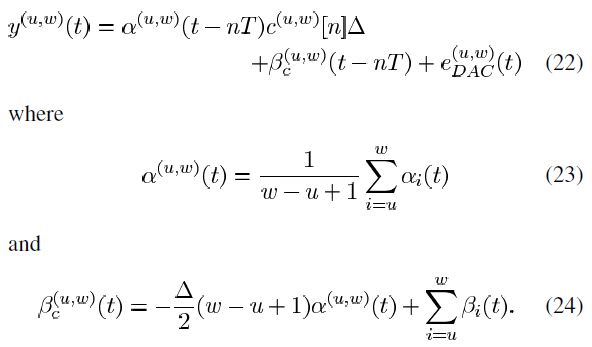 y^{(u,w)}(t) = α^{(u,w)}(t − nT)c^{(u,w)}[n]Δ
+β_c^{(u,w)}(t − nT) + e_{DAC}^{(u,w)}(t) (22)
where
α^{(u,w)}(t) = \frac{1}{w − u + 1} \sum_{i=u}^{w} α_i(t) (23)
and
β_c^{(u,w)}(t) = −\frac{Δ}{2}(w − u + 1)α^{(u,w)}(t) + \sum_{i=u}^{w} β_i(t). (24)